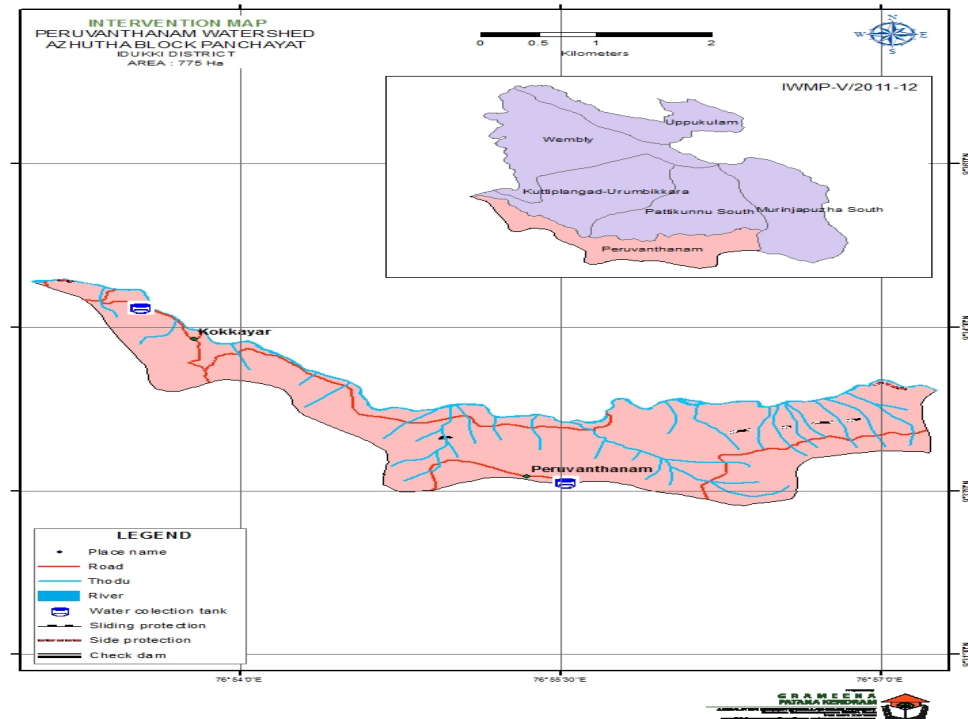 INTERVENTION MAP
PERUVANTHANAM WATERSHED
AZHUTHA BLOCK PANCHAYAT
IDUKKI DISTRICT
AREA : 775 Ha
0 0.5 1 2
Kilometers
N
W E
S
IWMP-V/2011-12
Uppukulam
Wembly
Kuttiplangad-Urumbikkara
Pattikunnu South
Murinjapuzha South
Peruvanthanam
Kokkayar
Peruvanthanam
LEGEND
Place name
Road
Thodu
River
Water colection tank
Sliding protection
Side protection
Check dam
76°54'0"E
76°55'30"E
76°57'0"E
GRAMEENA
PATANA KENDRAM